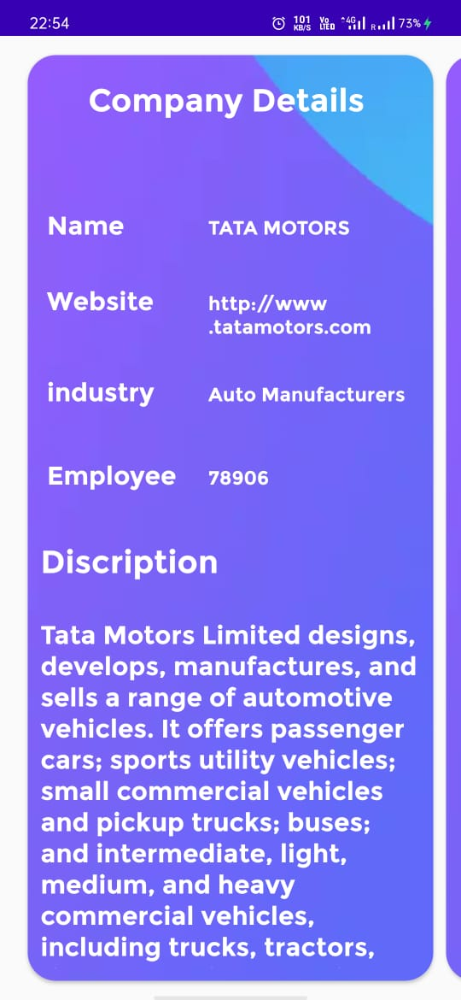 22:54 101 KB/S Vo LTED 4G R 73%
Company Details
Name TATA MOTORS
Website http://www
.tatamotors.com
industry Auto Manufacturers
Employee 78906
Discription
Tata Motors Limited designs,
develops, manufactures, and
sells a range of automotive
vehicles. It offers passenger
cars; sports utility vehicles;
small commercial vehicles
and pickup trucks; buses;
and intermediate, light,
medium, and heavy
commercial vehicles,
including trucks, tractors,